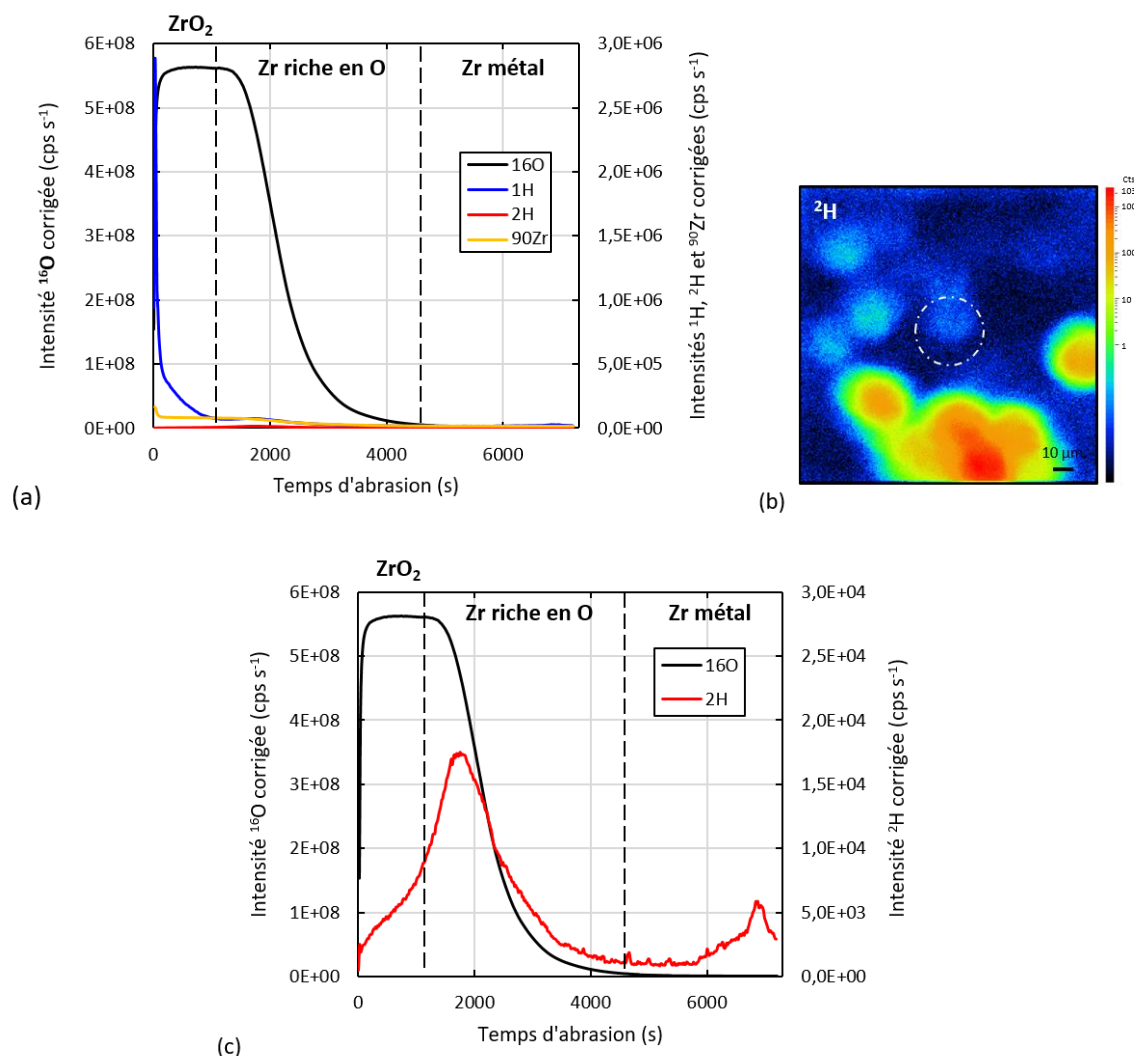 (a)
ZrO₂
Zr riche en O
Zr métal
6E+08
5E+08
4E+08
3E+08
2E+08
1E+08
0E+00
Intensité ¹⁶O corrigée (cps s⁻¹)
3,0E+06
2,5E+06
2,0E+06
1,5E+06
1,0E+06
5,0E+05
0,0E+00
Intensités ¹H, ²H et ⁹⁰Zr corrigées (cps s⁻¹)
16O
1H
2H
90Zr
0
2000
4000
6000
Temps d'abrasion (s)
(a)
²H
10 µm
Cts
103
100
10
1
(b)
ZrO₂
Zr riche en O
Zr métal
6E+08
5E+08
4E+08
3E+08
2E+08
1E+08
0E+00
Intensité ¹⁶O corrigée (cps s⁻¹)
3,0E+04
2,5E+04
2,0E+04
1,5E+04
1,0E+04
5,0E+03
0,0E+00
Intensité ²H corrigée (cps s⁻¹)
16O
2H
0
2000
4000
6000
Temps d'abrasion (s)
(c)